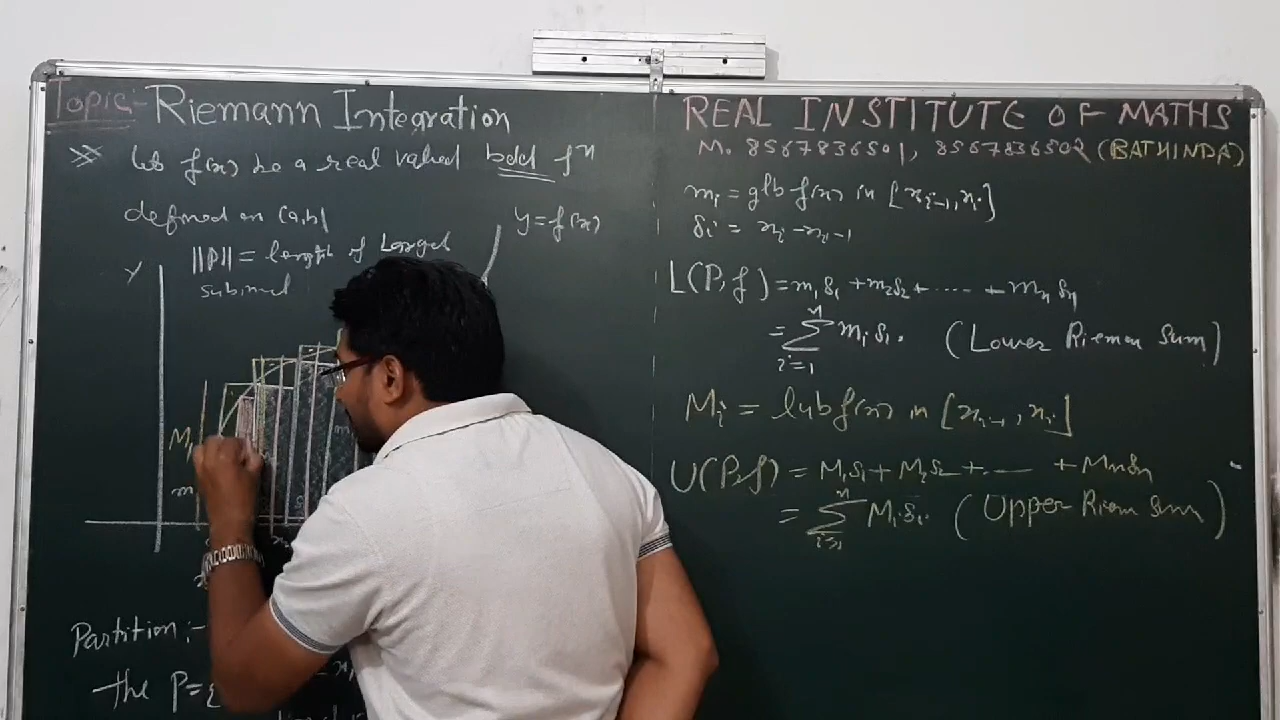 Topic:- Riemann Integration
Let f(x) be a real valued bdd fⁿ
defined on [a,b]
||P|| = length of Largest
y = f(x)
Y
M₁
Partition :-
the P = {
REAL INSTITUTE OF MATHS
M. 8567836501, 8567836502 (BATHINDA)
mᵢ = glb f(x) in [xᵢ₋₁, xᵢ]
δᵢ = xᵢ - xᵢ₋₁
L(P,f) = m₁δ₁ + m₂δ₂ + ..... + mₙδₙ
= Σⁿᵢ₌₁ mᵢδᵢ. (Lower Rieman Sum)
Mᵢ = lub f(x) in [xᵢ₋₁, xᵢ]
U(P,f) = M₁δ₁ + M₂δ₂ + ..— + Mₙδₙ
= Σⁿᵢ₌₁ Mᵢδᵢ. (Upper Riem Sum)